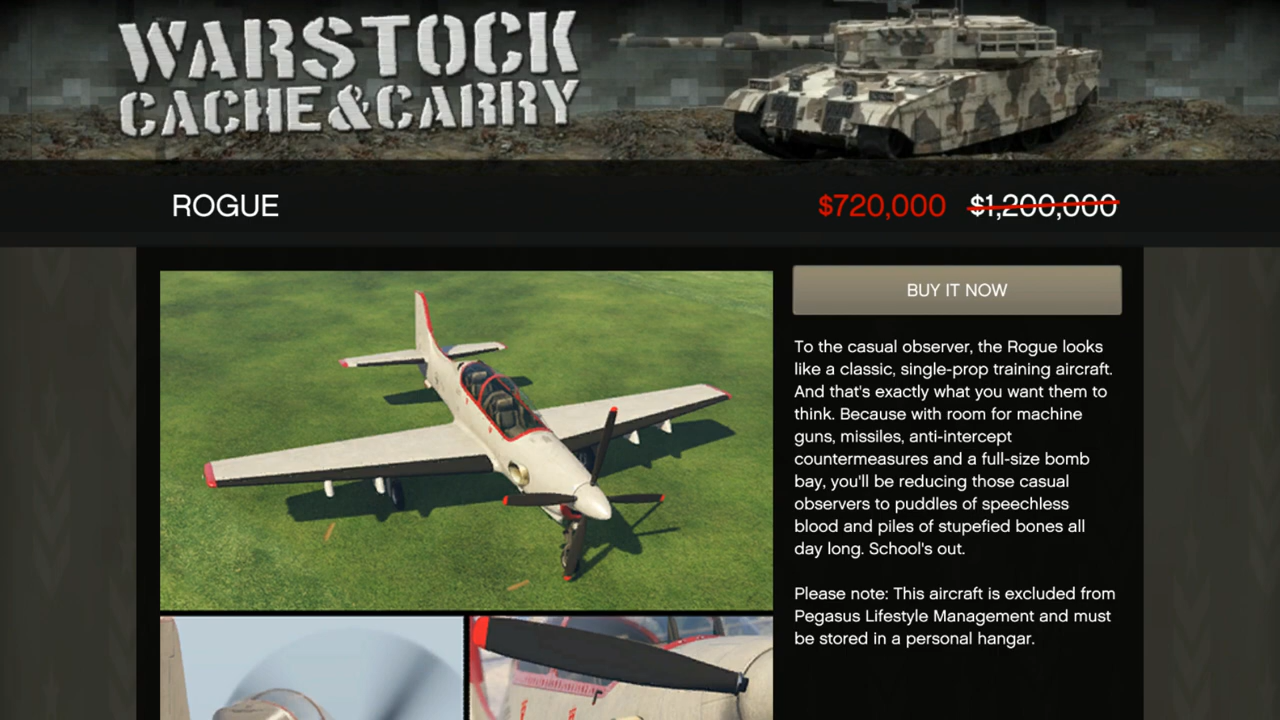 WARSTOCK
CACHE&CARRY
ROGUE
$720,000 $1,200,000
BUY IT NOW
To the casual observer, the Rogue looks
like a classic, single-prop training aircraft.
And that's exactly what you want them to
think. Because with room for machine
guns, missiles, anti-intercept
countermeasures and a full-size bomb
bay, you'll be reducing those casual
observers to puddles of speechless
blood and piles of stupefied bones all
day long. School's out.
Please note: This aircraft is excluded from
Pegasus Lifestyle Management and must
be stored in a personal hangar.